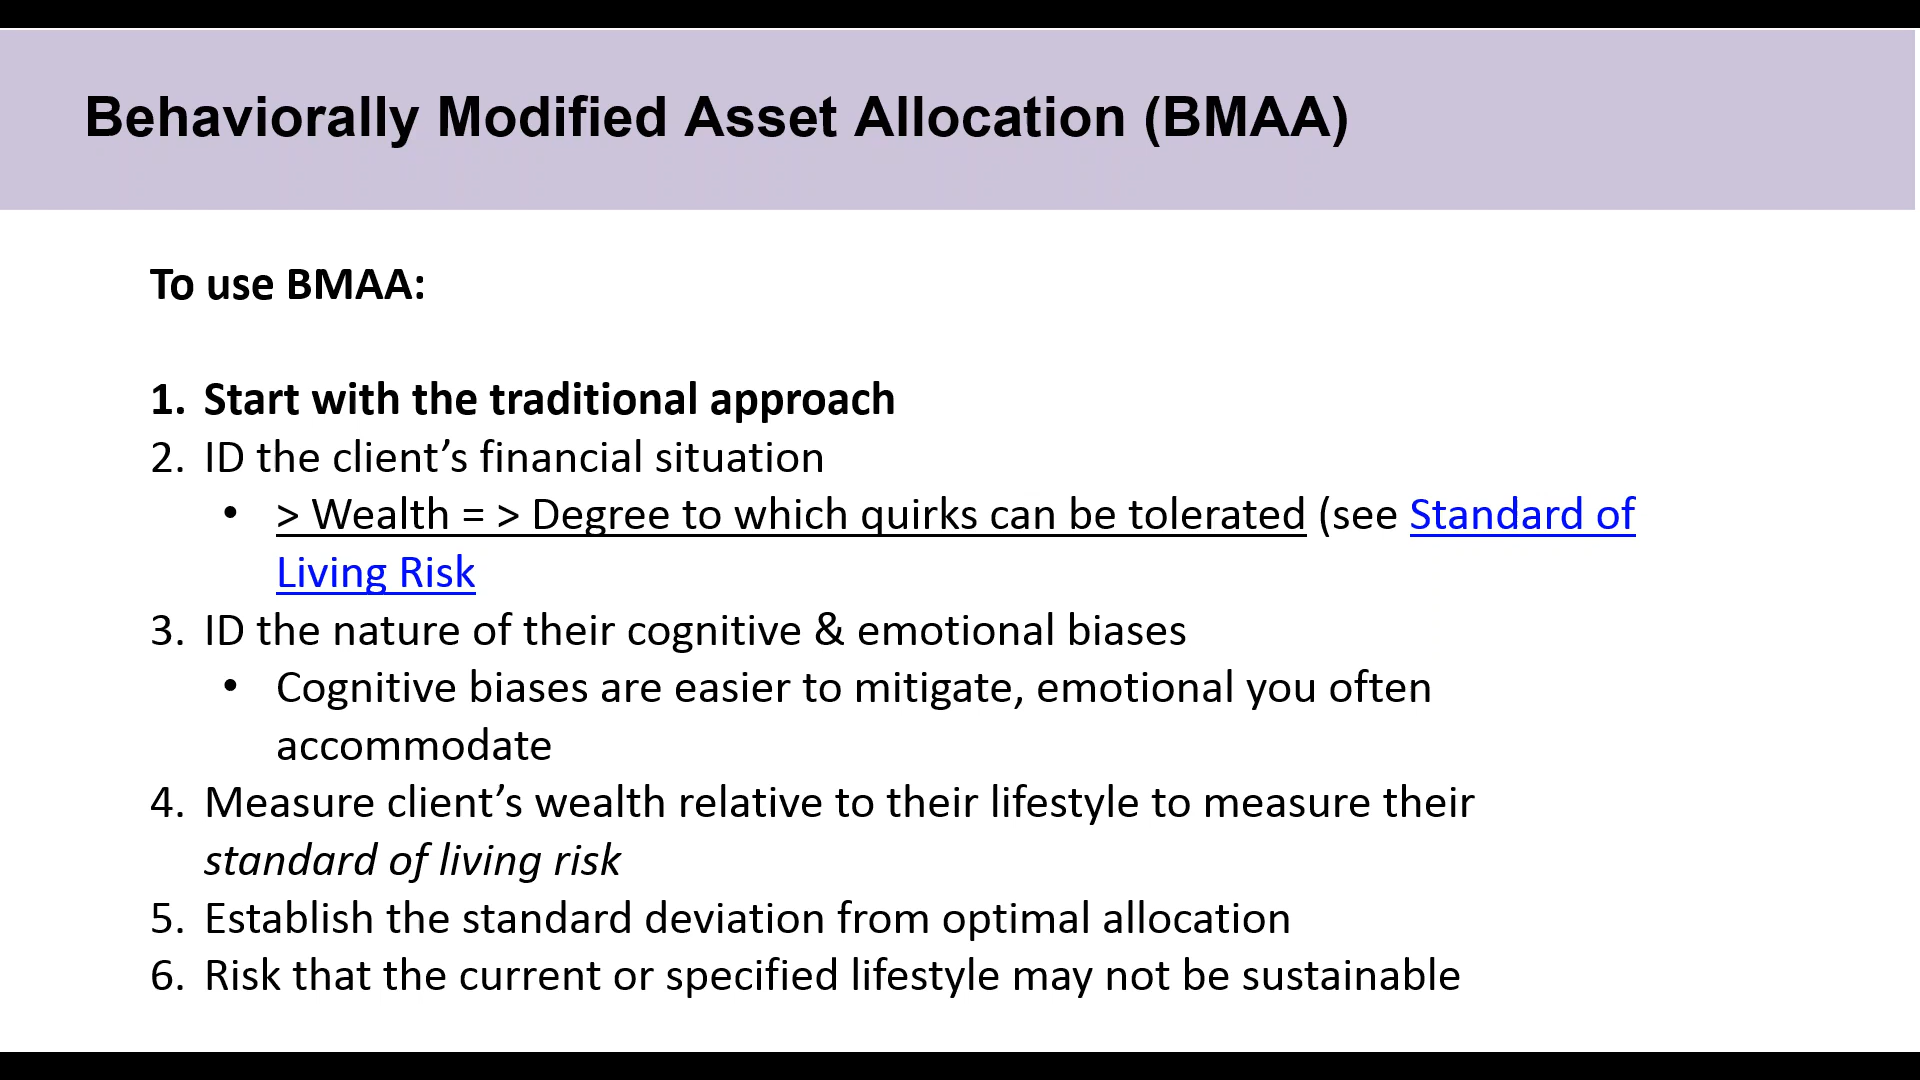 Behaviorally Modified Asset Allocation (BMAA)
To use BMAA:
1. Start with the traditional approach
2. ID the client’s financial situation
• > Wealth = > Degree to which quirks can be tolerated (see Standard of
Living Risk
3. ID the nature of their cognitive & emotional biases
• Cognitive biases are easier to mitigate, emotional you often
accommodate
4. Measure client’s wealth relative to their lifestyle to measure their
standard of living risk
5. Establish the standard deviation from optimal allocation
6. Risk that the current or specified lifestyle may not be sustainable